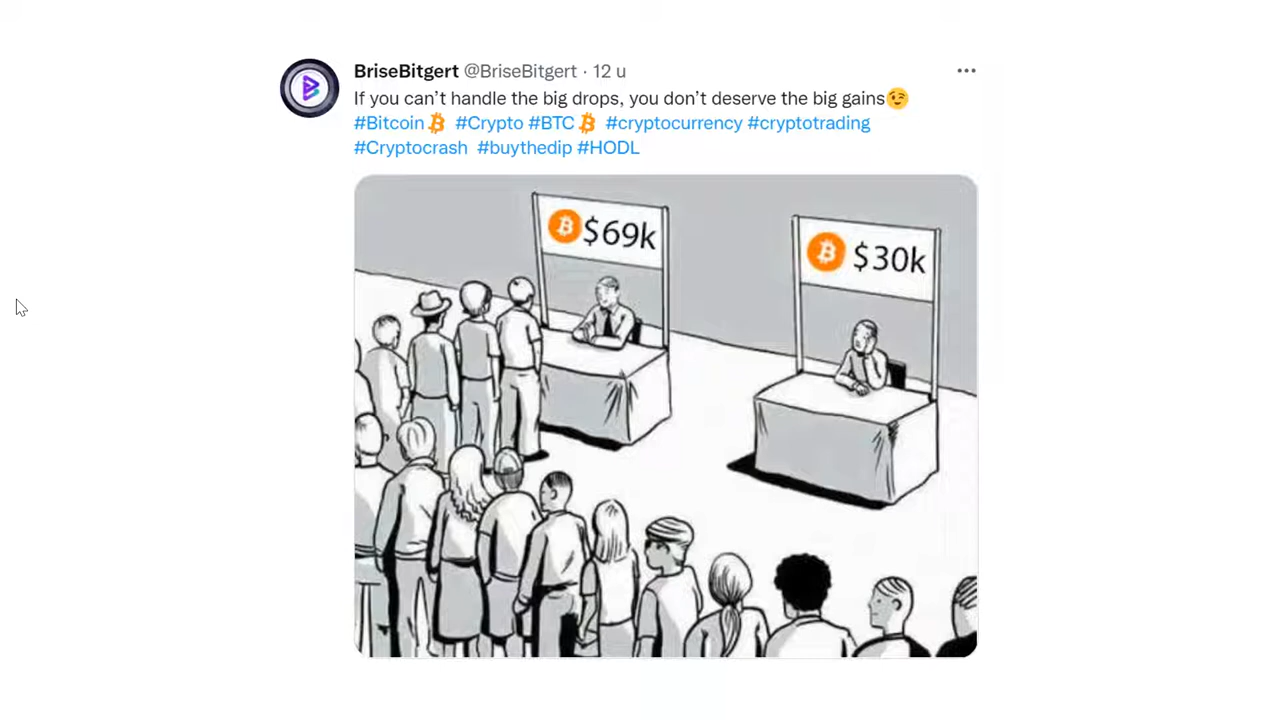 BriseBitgert @BriseBitgert · 12 u
If you can’t handle the big drops, you don’t deserve the big gains😉
#Bitcoin #Crypto #BTC #cryptocurrency #cryptotrading
#Cryptocrash #buythedip #HODL
$69k
$30k